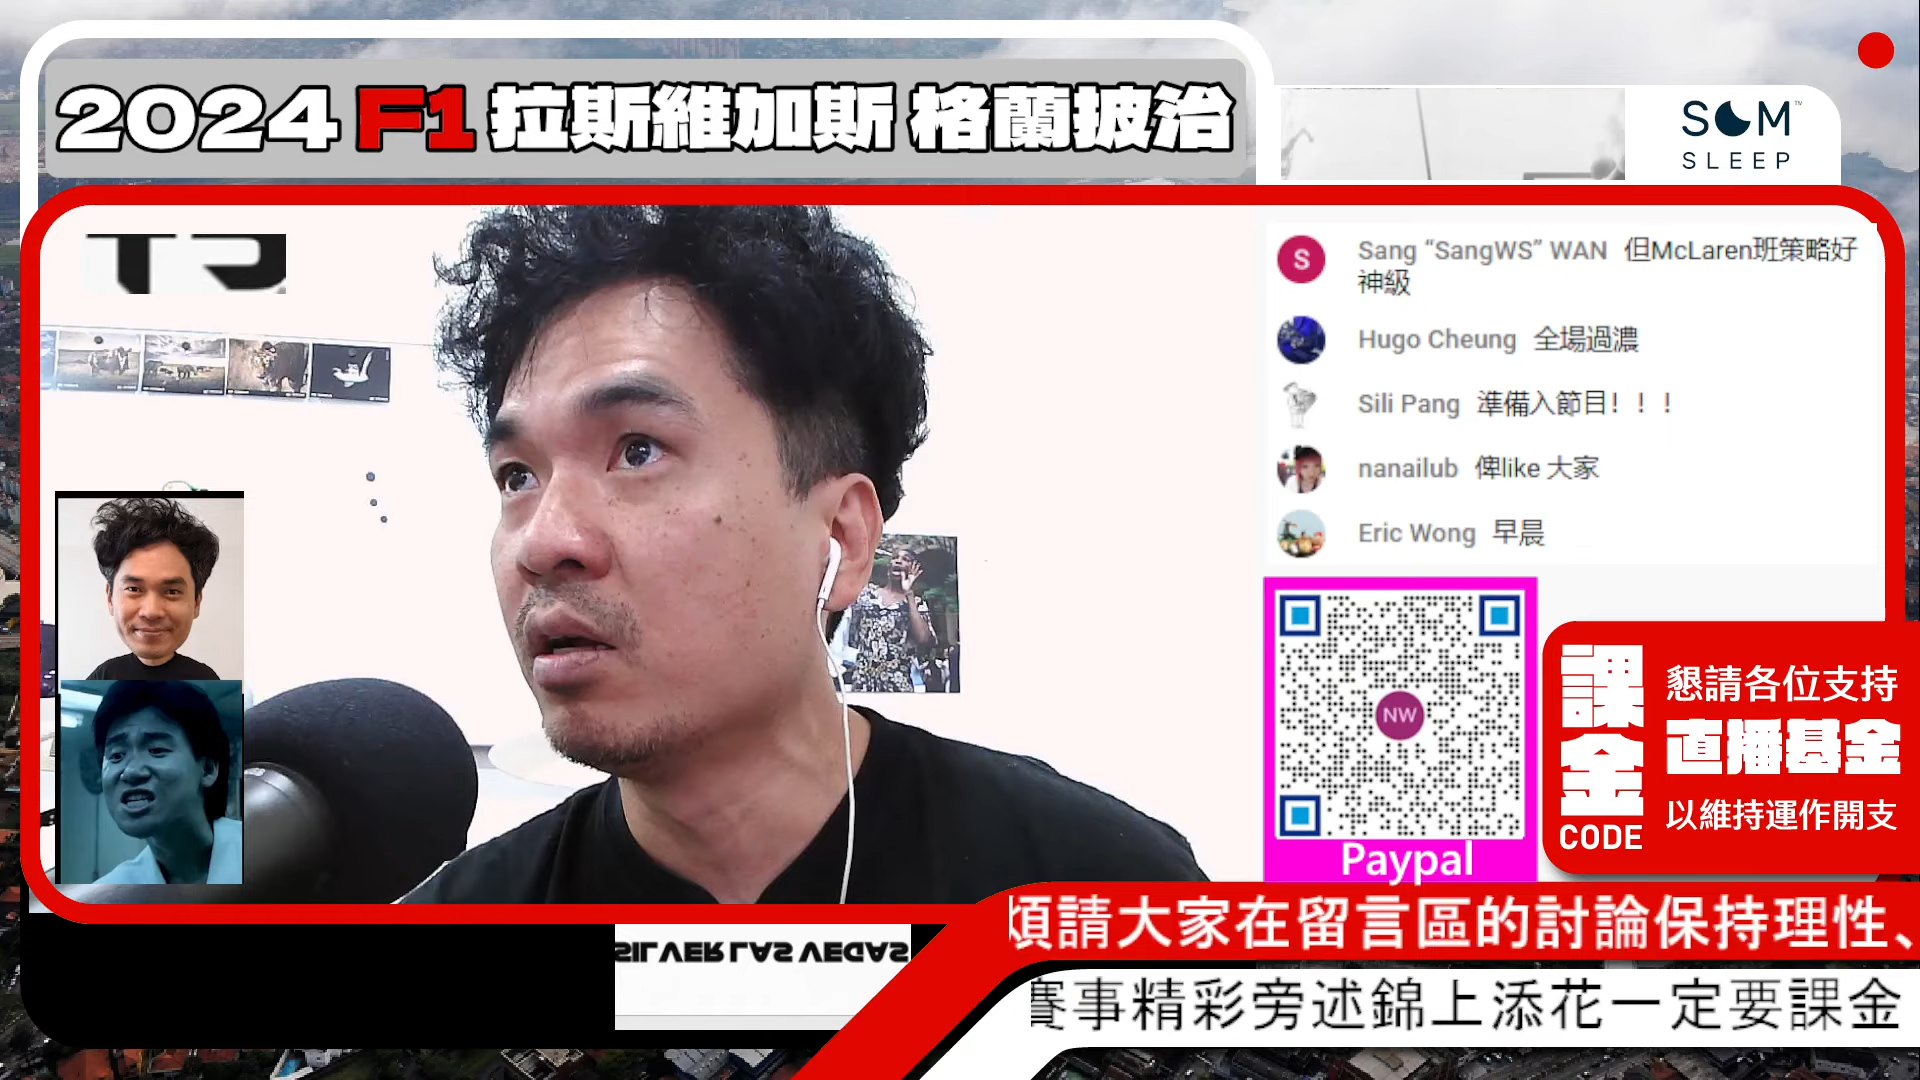 2024 F1 拉斯維加斯 格蘭披治
SOM™
SLEEP
Sang “SangWS” WAN 但McLaren班策略好
神級
Hugo Cheung 全場過濃
Sili Pang 準備入節目！！！
nanailub 俾like 大家
Eric Wong 早晨
S
NW
Paypal
課金
CODE
懇請各位支持
直播基金
以維持運作開支
煩請大家在留言區的討論保持理性、
賽事精彩旁述錦上添花一定要課金
SILVER LAS VEGAS